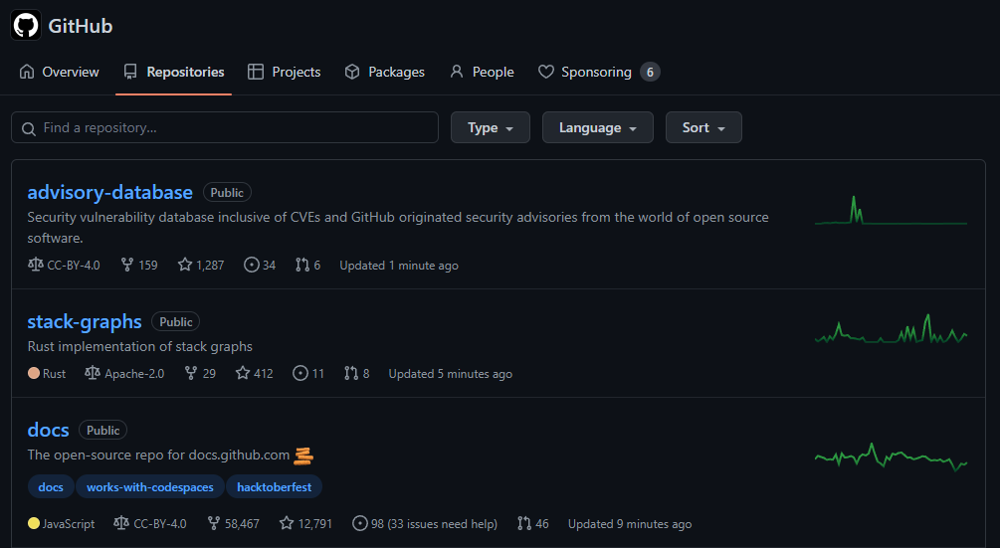 GitHub
Overview Repositories Projects Packages People Sponsoring 6
Find a repository... Type Language Sort
advisory-database Public
Security vulnerability database inclusive of CVEs and GitHub originated security advisories from the world of open source
software.
CC-BY-4.0 159 1,287 34 6 Updated 1 minute ago
stack-graphs Public
Rust implementation of stack graphs
Rust Apache-2.0 29 412 11 8 Updated 5 minutes ago
docs Public
The open-source repo for docs.github.com
docs works-with-codespaces hacktoberfest
JavaScript CC-BY-4.0 58,467 12,791 98 (33 issues need help) 46 Updated 9 minutes ago